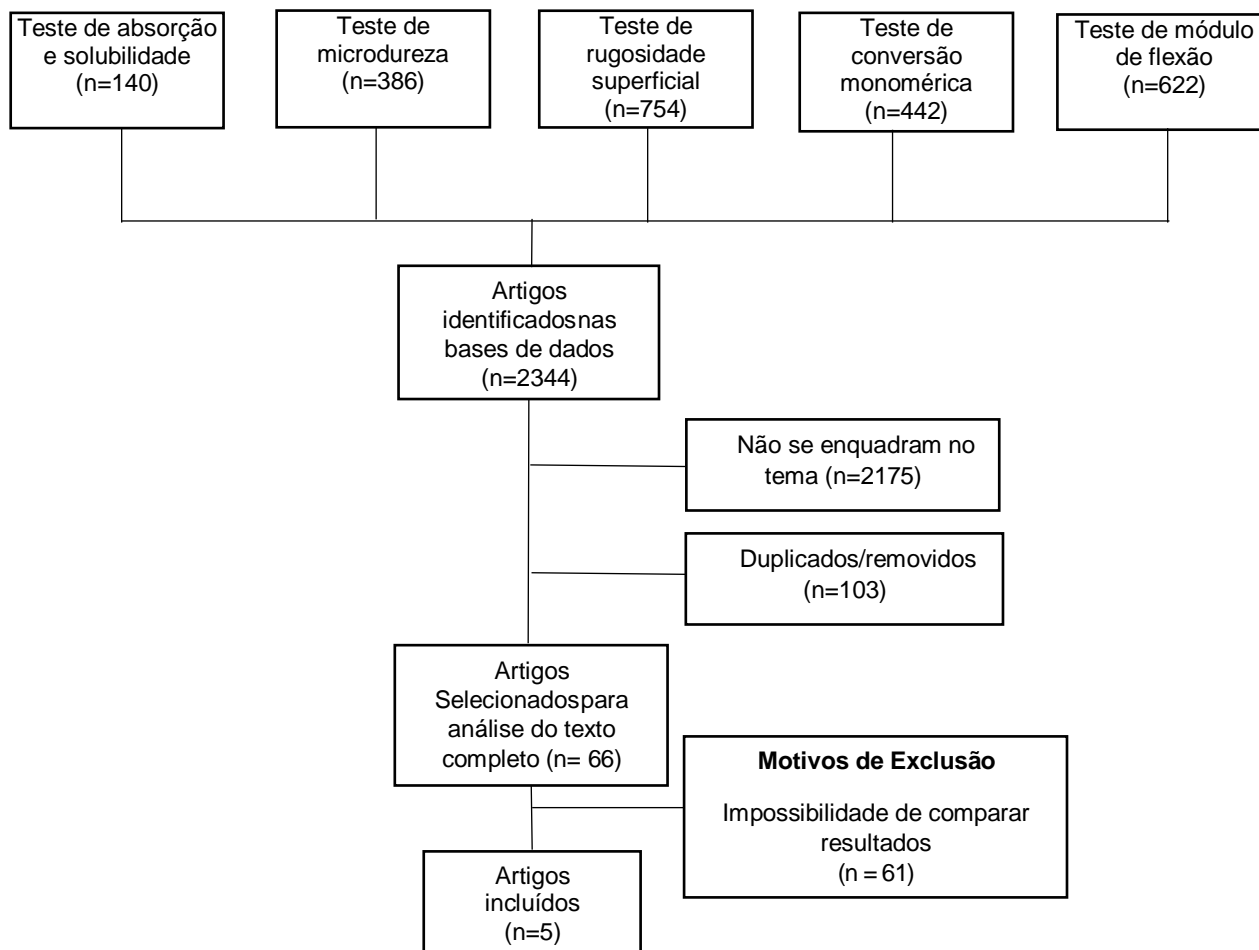 Teste de absorção
e solubilidade
(n=140)
Teste de
microdureza
(n=386)
Teste de
rugosidade
superficial
(n=754)
Teste de
conversão
monomérica
(n=442)
Teste de módulo
de flexão
(n=622)
Artigos
identificadosnas
bases de dados
(n=2344)
Não se enquadram no
tema (n=2175)
Duplicados/removidos
(n=103)
Artigos
Selecionadospara
análise do texto
completo (n= 66)
Motivos de Exclusão
Impossibilidade de comparar
resultados
(n = 61)
Artigos
incluídos
(n=5)